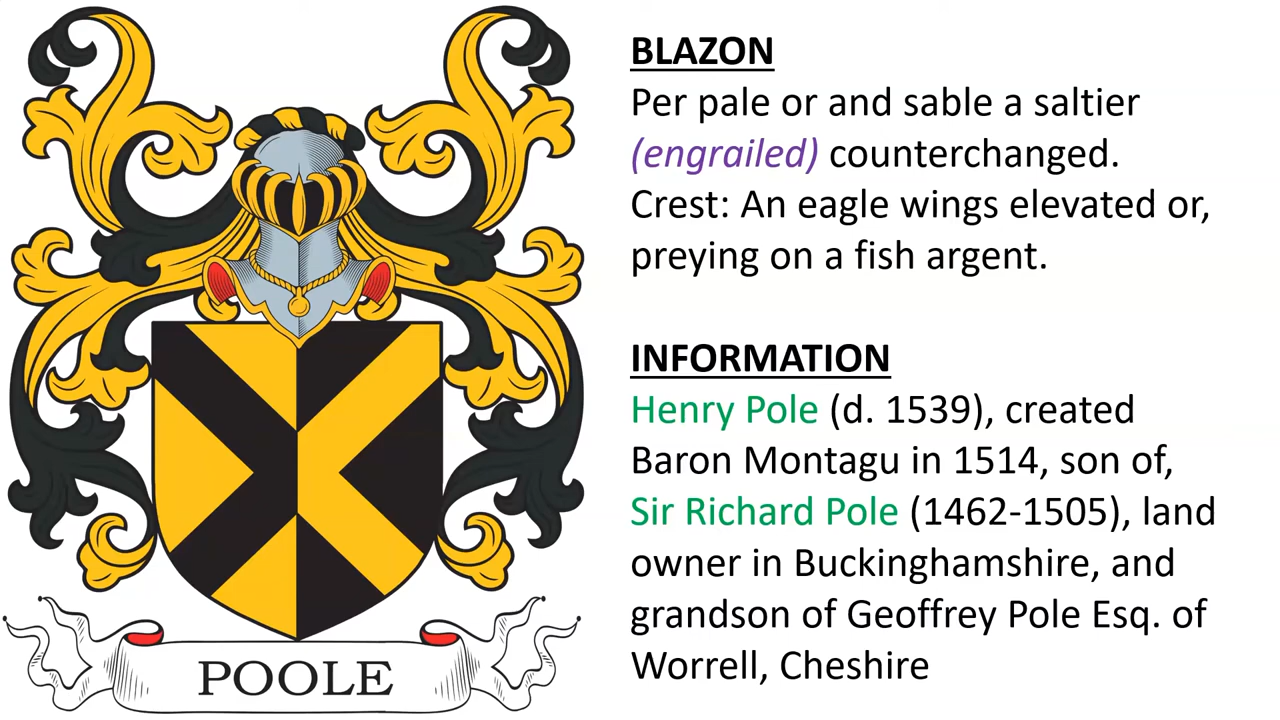 BLAZON
Per pale or and sable a saltier
(engrailed) counterchanged.
Crest: An eagle wings elevated or,
preying on a fish argent.
INFORMATION
Henry Pole (d. 1539), created
Baron Montagu in 1514, son of,
Sir Richard Pole (1462-1505), land
owner in Buckinghamshire, and
grandson of Geoffrey Pole Esq. of
Worrell, Cheshire
POOLE